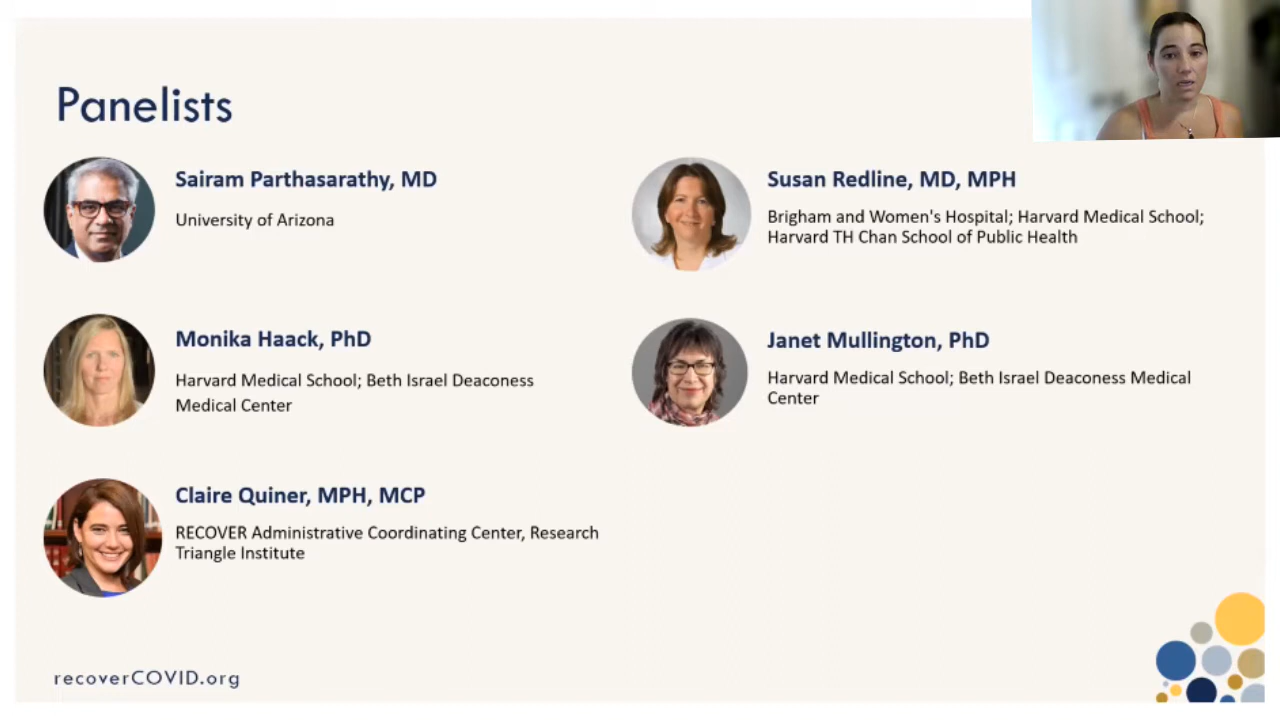 Panelists
Sairam Parthasarathy, MD
University of Arizona
Susan Redline, MD, MPH
Brigham and Women's Hospital; Harvard Medical School;
Harvard TH Chan School of Public Health
Monika Haack, PhD
Harvard Medical School; Beth Israel Deaconess
Medical Center
Janet Mullington, PhD
Harvard Medical School; Beth Israel Deaconess Medical
Center
Claire Quiner, MPH, MCP
RECOVER Administrative Coordinating Center, Research
Triangle Institute
recoverCOVID.org